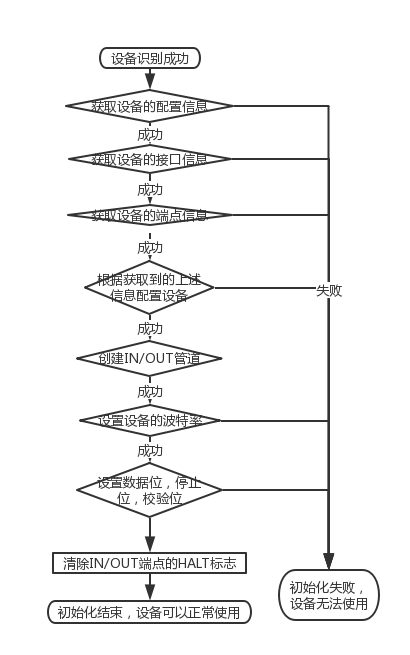 设备识别成功
获取设备的配置信息
成功
获取设备的接口信息
成功
获取设备的端点信息
成功
根据获取到的上述
信息配置设备
失败
成功
创建IN/OUT管道
成功
设置设备的波特率
成功
设置数据位，停止
位，校验位
清除IN/OUT端点的HALT标志
初始化失败，
设备无法使用
初始化结束，设备可以正常使用